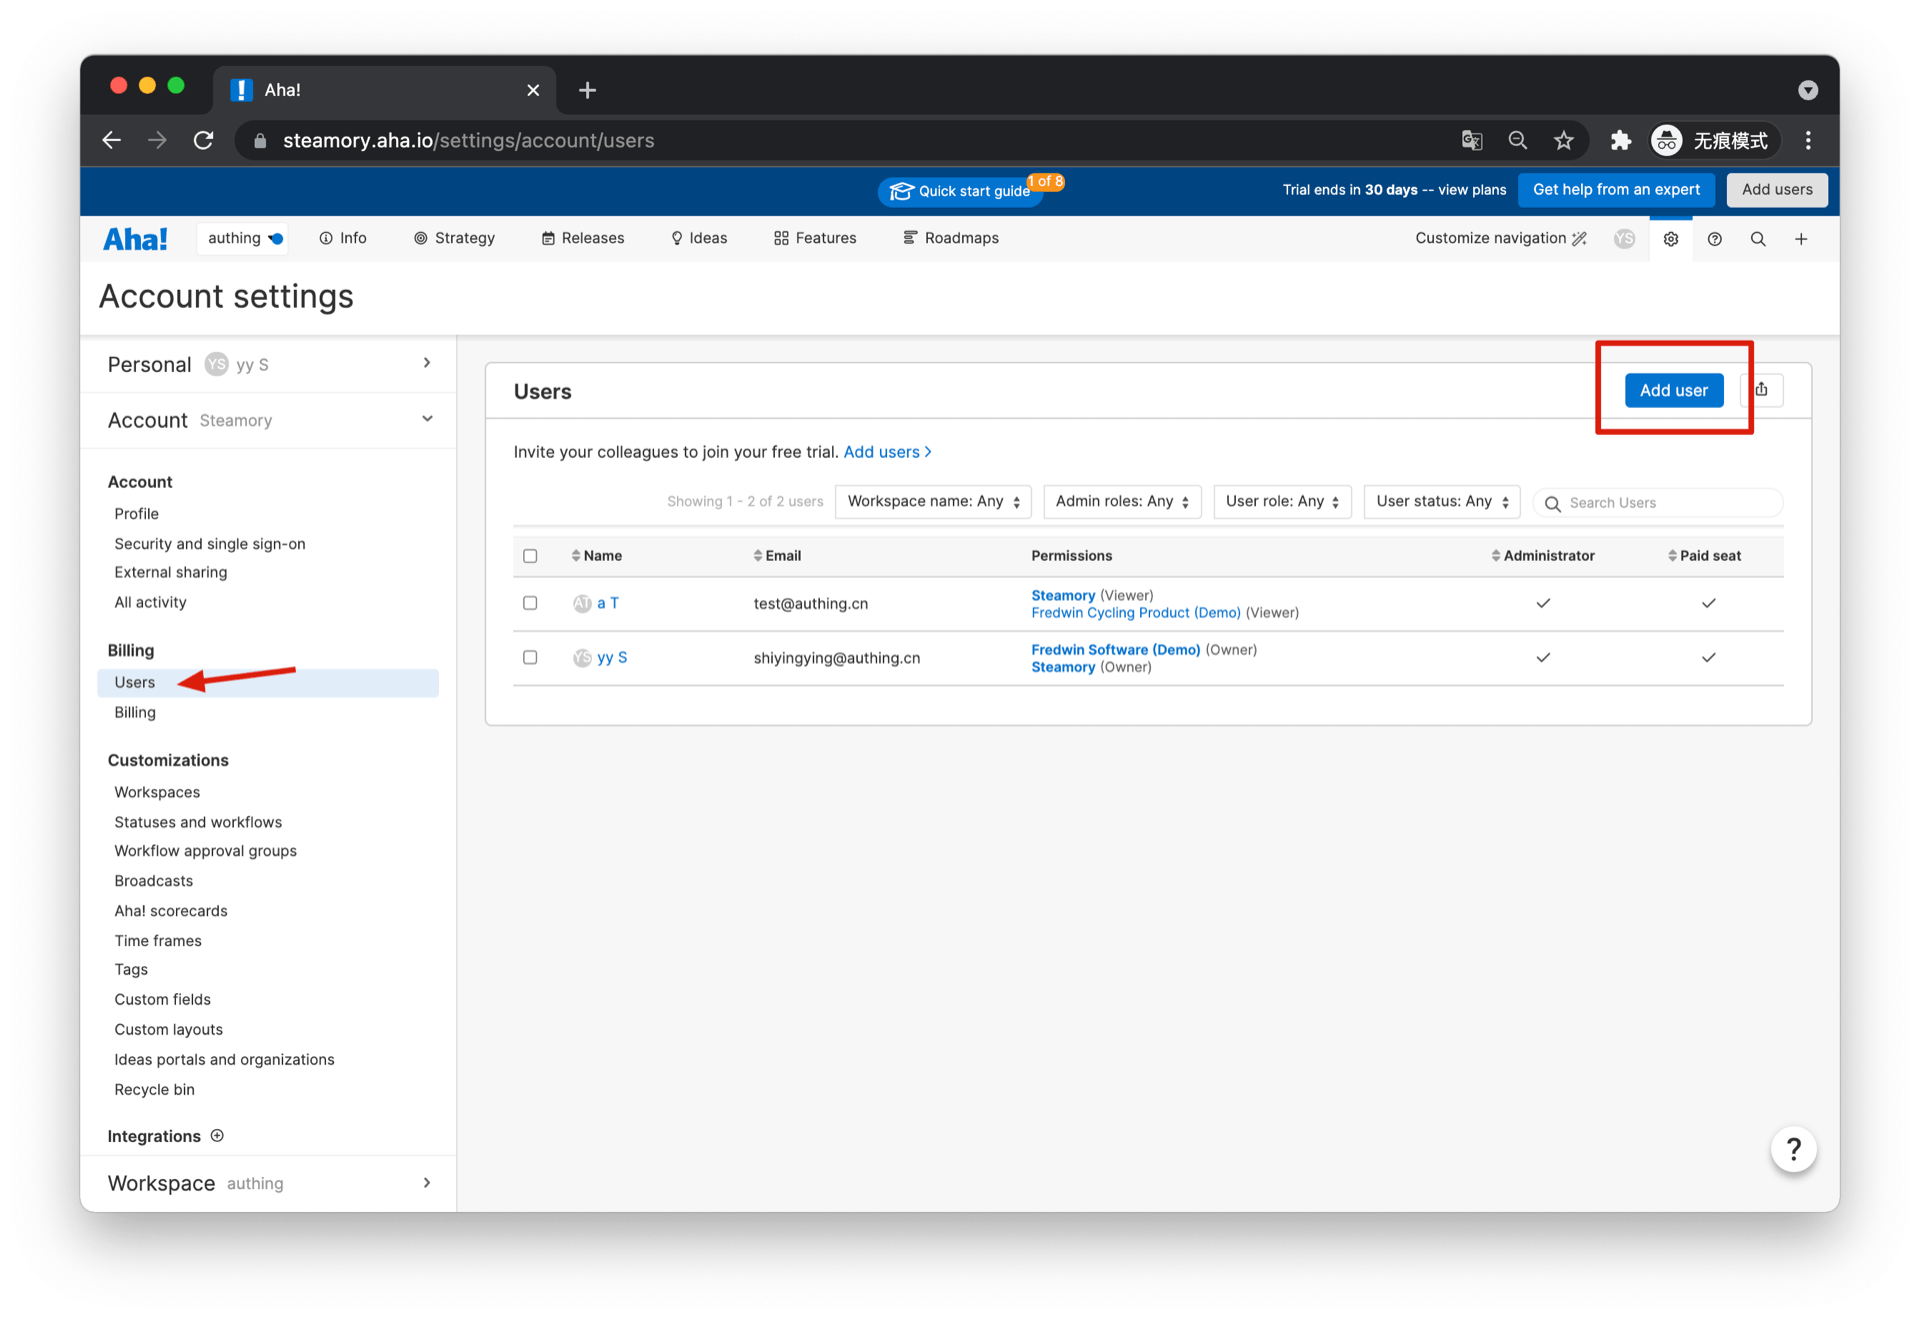 Aha!
steamory.aha.io/settings/account/users
无痕模式
Quick start guide
1 of 8
Trial ends in 30 days -- view plans
Get help from an expert
Add users
Aha!
authing
Info
Strategy
Releases
Ideas
Features
Roadmaps
Customize navigation
YS
Account settings
Personal YS yy S
Account Steamory
Account
Profile
Security and single sign-on
External sharing
All activity
Billing
Users
Billing
Customizations
Workspaces
Statuses and workflows
Workflow approval groups
Broadcasts
Aha! scorecards
Time frames
Tags
Custom fields
Custom layouts
Ideas portals and organizations
Recycle bin
Integrations
Workspace authing
Users
Add user
Invite your colleagues to join your free trial. Add users
Showing 1 - 2 of 2 users
Workspace name: Any
Admin roles: Any
User role: Any
User status: Any
Search Users
Name Email Permissions Administrator Paid seat
AT a T test@authing.cn Steamory (Viewer)
Fredwin Cycling Product (Demo) (Viewer)
YS yy S shiyingying@authing.cn Fredwin Software (Demo) (Owner)
Steamory (Owner)
?